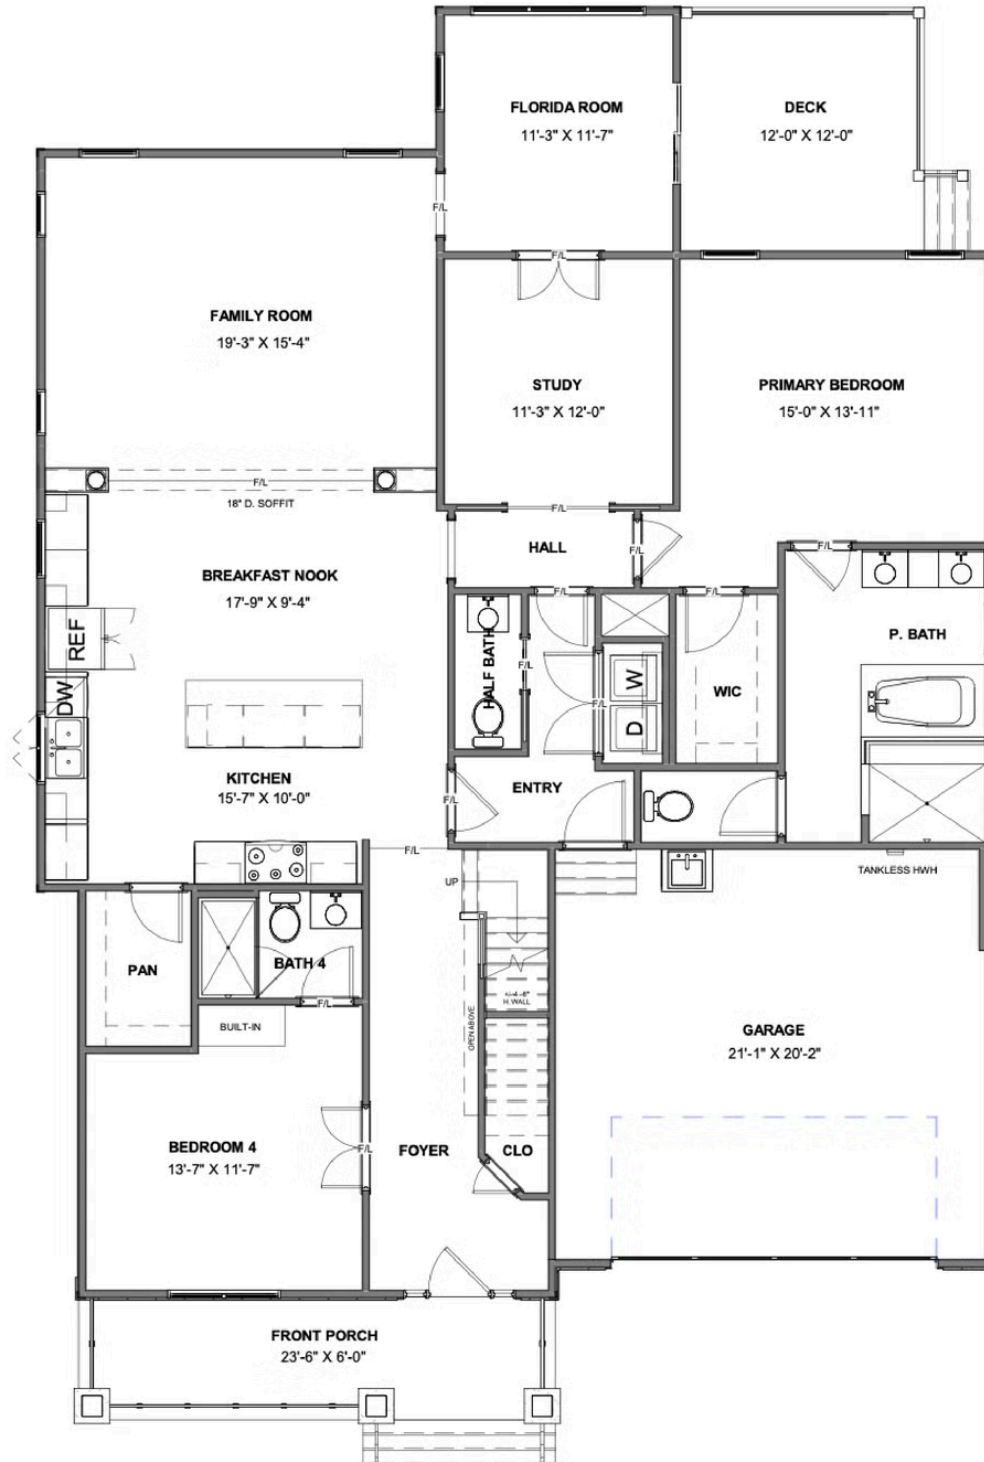 FLORIDA ROOM
11'-3" X 11'-7"
DECK
12'-0" X 12'-0"
F/L
F/L
FAMILY ROOM
19'-3" X 15'-4"
STUDY
11'-3" X 12'-0"
PRIMARY BEDROOM
15'-0" X 13'-11"
F/L
18" D. SOFFIT
F/L
HALL
F/L
F/L
BREAKFAST NOOK
17'-9" X 9'-4"
F/L
F/L
REF
HALF BATH
F/L
P. BATH
DW
W
WIC
F/L
D
KITCHEN
15'-7" X 10'-0"
ENTRY
F/L
F/L
TANKLESS HWH
UP
PAN
BATH 4
H. WALL
F/L
BUILT-IN
OPEN ABOVE
GARAGE
21'-1" X 20'-2"
BEDROOM 4
13'-7" X 11'-7"
F/L
FOYER
CLO
FRONT PORCH
23'-6" X 6'-0"